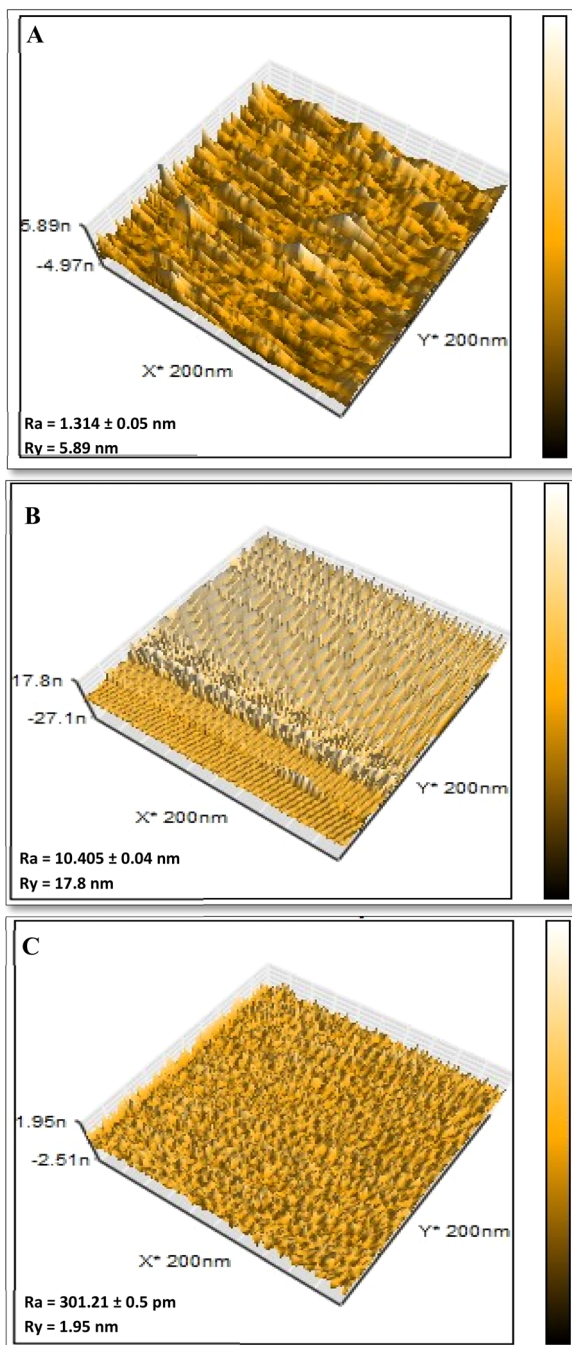 A
5.89n
-4.97n
X* 200nm
Y* 200nm
Ra = 1.314 ± 0.05 nm
Ry = 5.89 nm
B
17.8n
-27.1n
X* 200nm
Y* 200nm
Ra = 10.405 ± 0.04 nm
Ry = 17.8 nm
C
1.95n
-2.51n
X* 200nm
Y* 200nm
Ra = 301.21 ± 0.5 pm
Ry = 1.95 nm